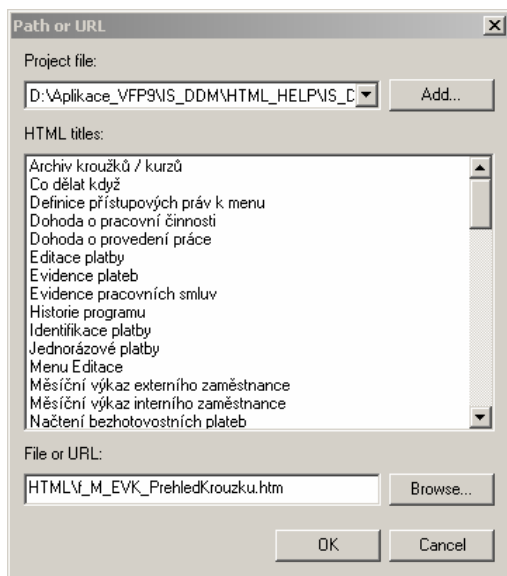 Path or URL
Project file:
D:\Aplikace_VFP9\IS_DDM\HTML_HELP\IS_D
Add...
HTML titles:
Archiv kroužků / kurzů
Co dělat když
Definice přístupových práv k menu
Dohoda o pracovní činnosti
Dohoda o provedení práce
Editace platby
Evidence plateb
Evidence pracovních smluv
Historie programu
Identifikace platby
Jednorázové platby
Menu Editace
Měsíční výkaz externího zaměstnance
Měsíční výkaz interního zaměstnance
Načtení bezhotovostních plateb
File or URL:
HTML\f_M_EVK_PrehledKrouzku.htm
Browse...
OK
Cancel